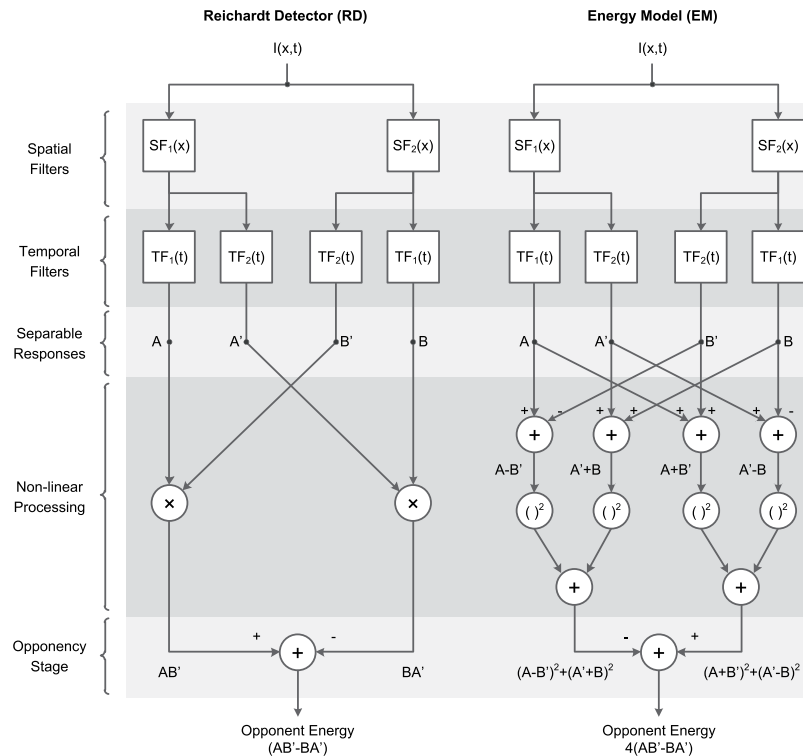 Reichardt Detector (RD) Energy Model (EM)
I(x,t) I(x,t)
Spatial
Filters
SF₁(x) SF₂(x) SF₁(x) SF₂(x)
Temporal
Filters
TF₁(t) TF₂(t) TF₂(t) TF₁(t) TF₁(t) TF₂(t) TF₂(t) TF₁(t)
Separable
Responses
A A' B' B A A' B' B
+ - + + + + + -
+ + + +
Non-linear
Processing
A-B' A'+B A+B' A'-B
× × ( )² ( )² ( )² ( )²
+ +
Opponency
Stage
+ - - +
+ +
AB' BA' (A-B')²+(A'+B)² (A+B')²+(A'-B)²
Opponent Energy Opponent Energy
(AB'-BA') 4(AB'-BA')